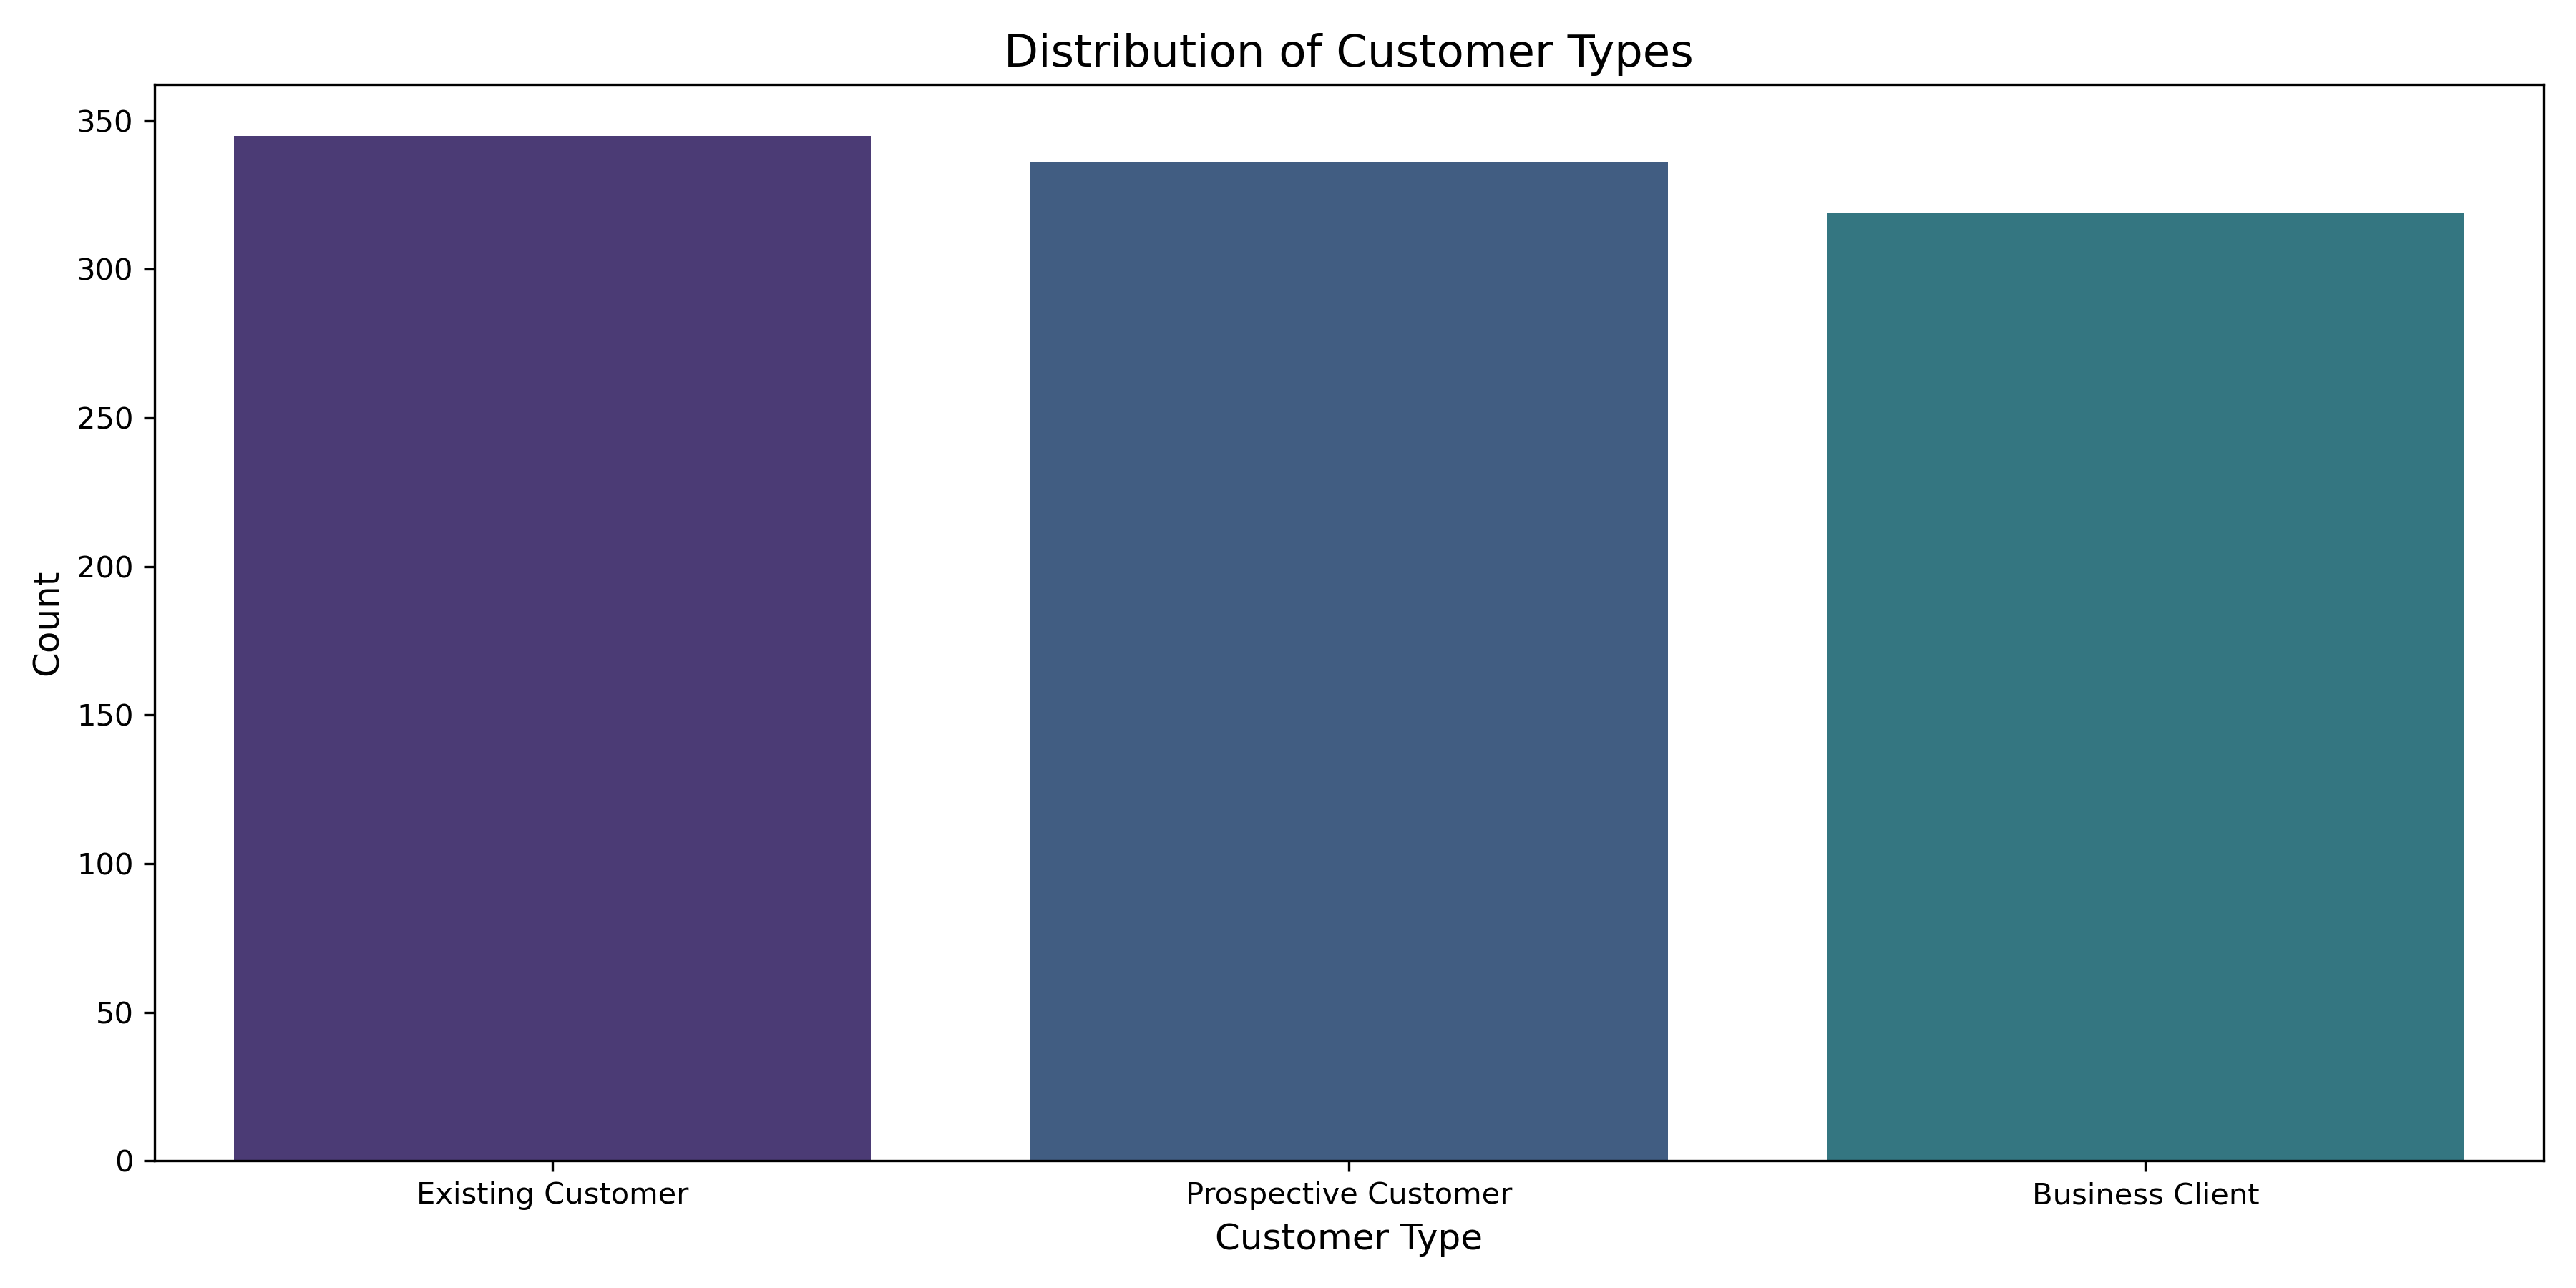 Distribution of Customer Types
350
300
250
200
150
100
50
0
Count
Existing Customer
Prospective Customer
Business Client
Customer Type